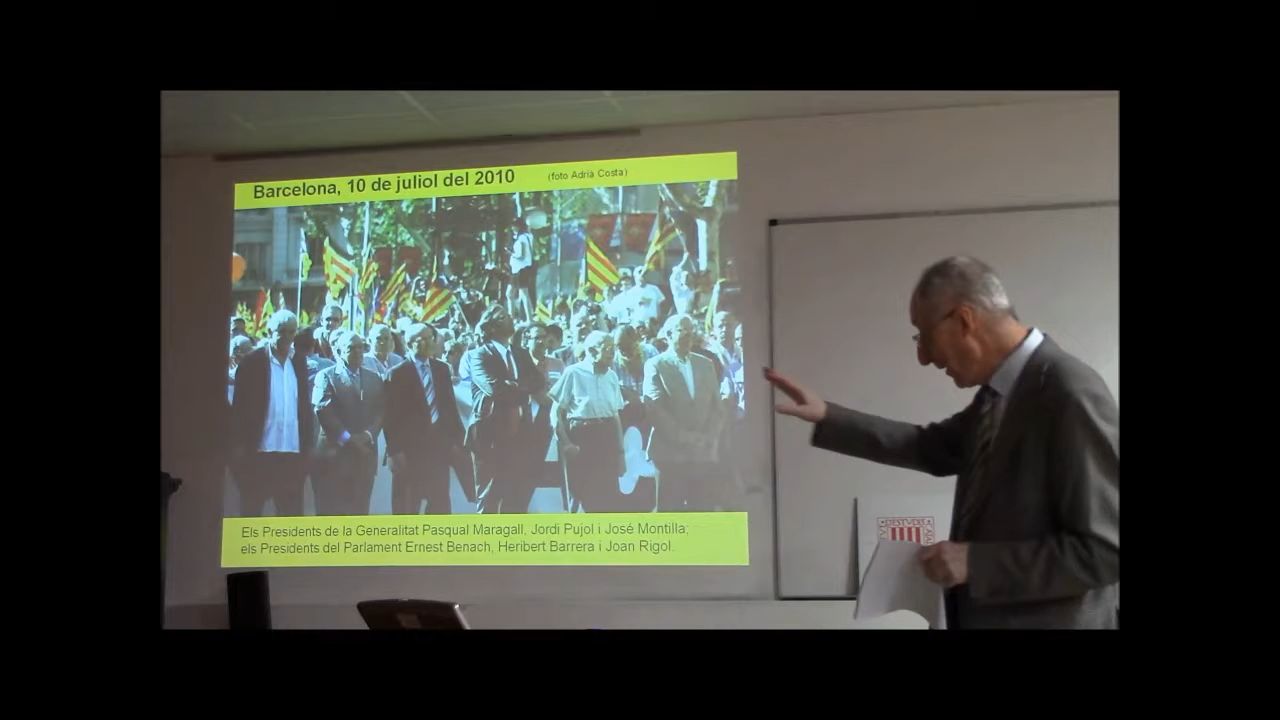 Barcelona, 10 de juliol del 2010
(foto Adrià Costa)
Els Presidents de la Generalitat Pasqual Maragall, Jordi Pujol i José Montilla;
els Presidents del Parlament Ernest Benach, Heribert Barrera i Joan Rigol.
D'ESTVDIS